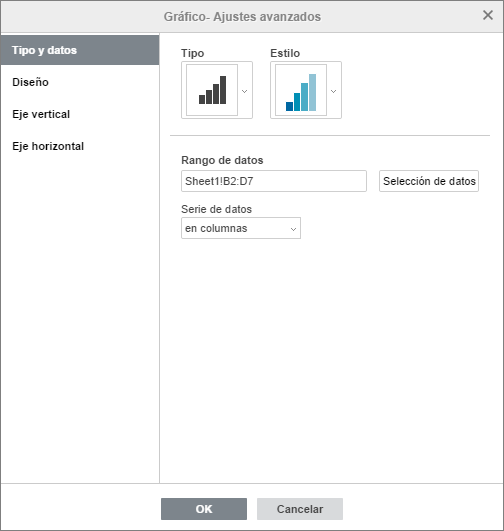 Gráfico- Ajustes avanzados
Tipo y datos
Diseño
Eje vertical
Eje horizontal
Tipo
Estilo
Rango de datos
Sheet1!B2:D7
Selección de datos
Serie de datos
en columnas
OK
Cancelar